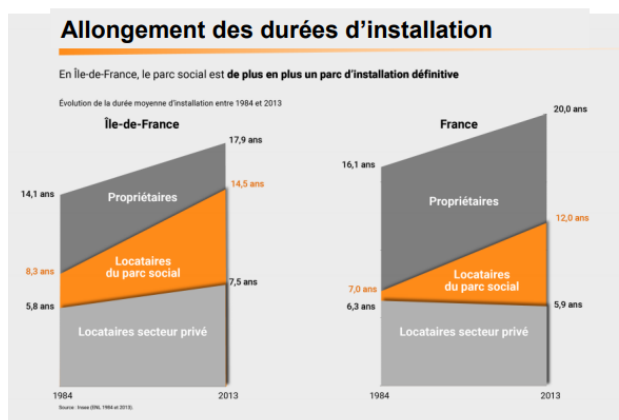 Allongement des durées d'installation
En Île-de-France, le parc social est de plus en plus un parc d'installation définitive
Évolution de la durée moyenne d'installation entre 1984 et 2013
Île-de-France
17,9 ans
14,1 ans
14,5 ans
Propriétaires
8,3 ans
Locataires
du parc social
7,5 ans
5,8 ans
Locataires secteur privé
1984
2013
France
20,0 ans
16,1 ans
Propriétaires
12,0 ans
7,0 ans
Locataires
du parc social
6,3 ans
5,9 ans
Locataires secteur privé
1984
2013
Source : Insee (ENL 1984 et 2013).